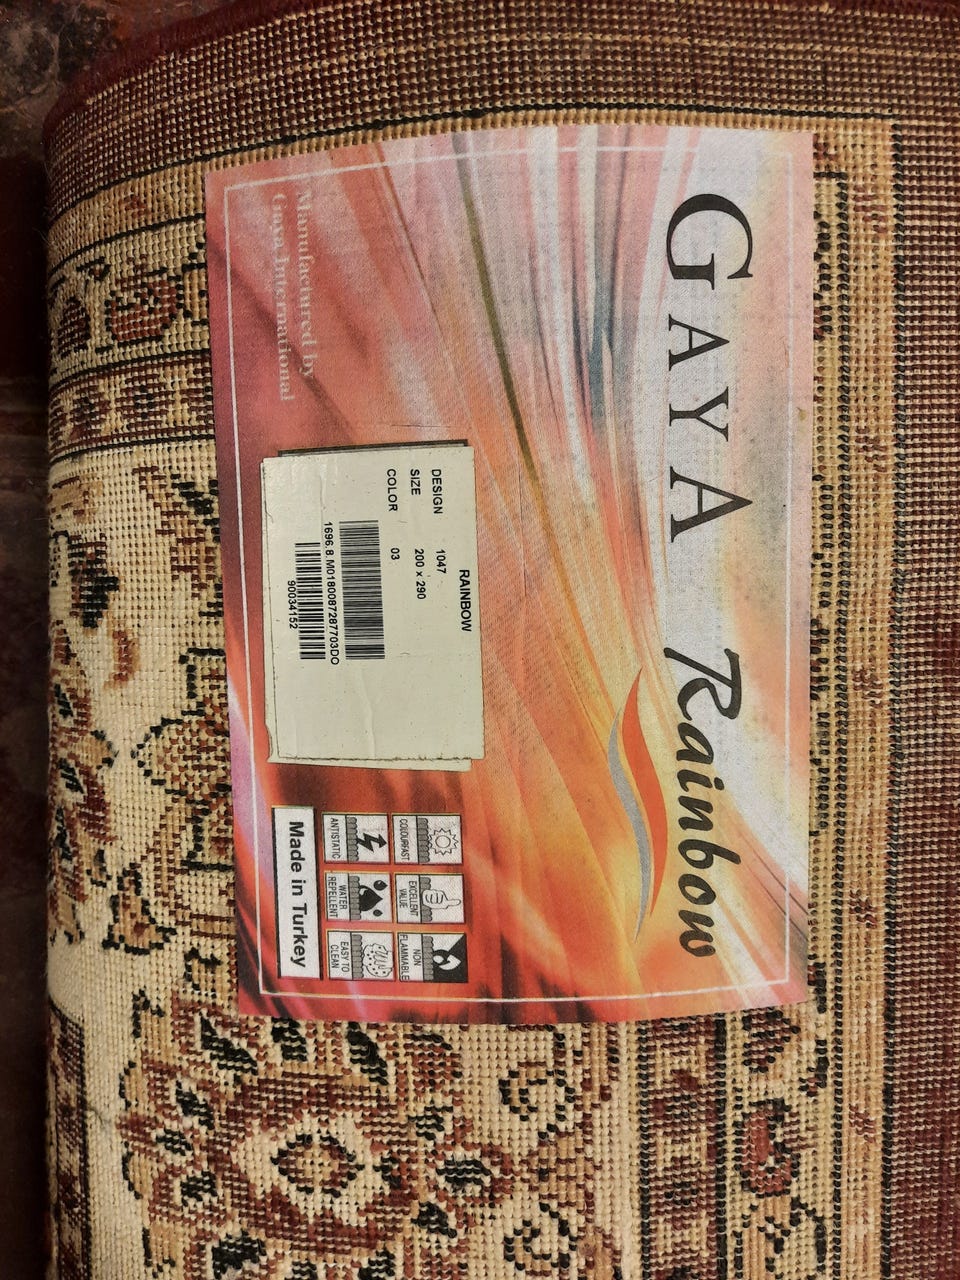 GAYA Rainbow
RAINBOW
DESIGN 1047
SIZE 200 x 290
COLOR 03
1696.8.M0180087287703DO
90034152
Manufactured by
Gaya International
COLOURFAST
EXCELLENT
VALUE
NON
FLAMMABLE
ANTISTATIC
WATER
REPELLENT
EASY TO
CLEAN
Made in Turkey